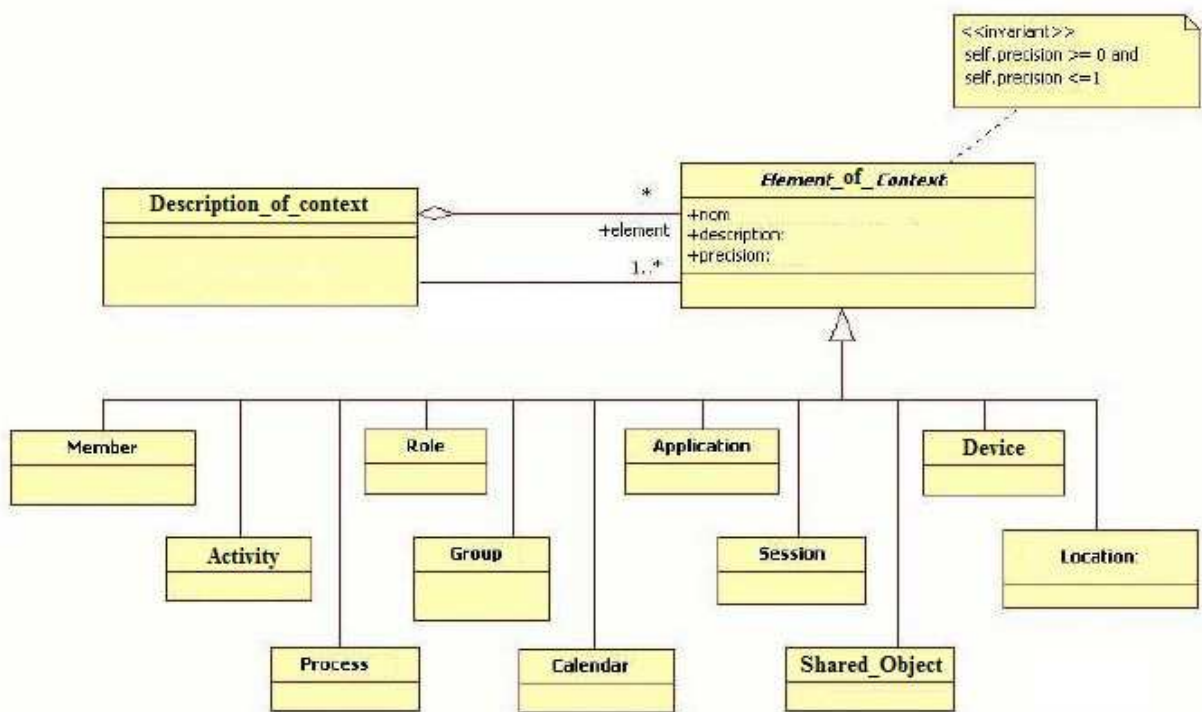 <<invariant>>
self.precision >= 0 and
self.precision <=1
Element_of_Context
Description_of_context
*
+element
1..*
+nom
+description:
+precision:
Member
Role
Application
Device
Activity
Group
Session
Location:
Process
Calendar
Shared_Object